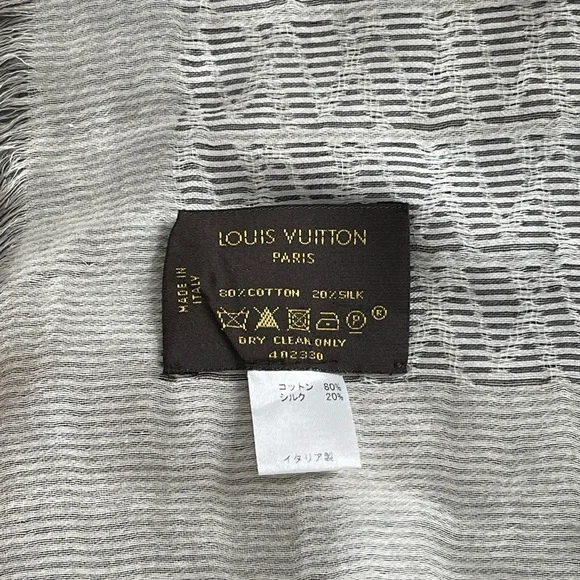 LOUIS VUITTON
PARIS
MADE IN
ITALY
80%COTTON 20%SILK
P ®
DRY CLEAN ONLY
402330
コットン 80%
シルク 20%
イタリア製